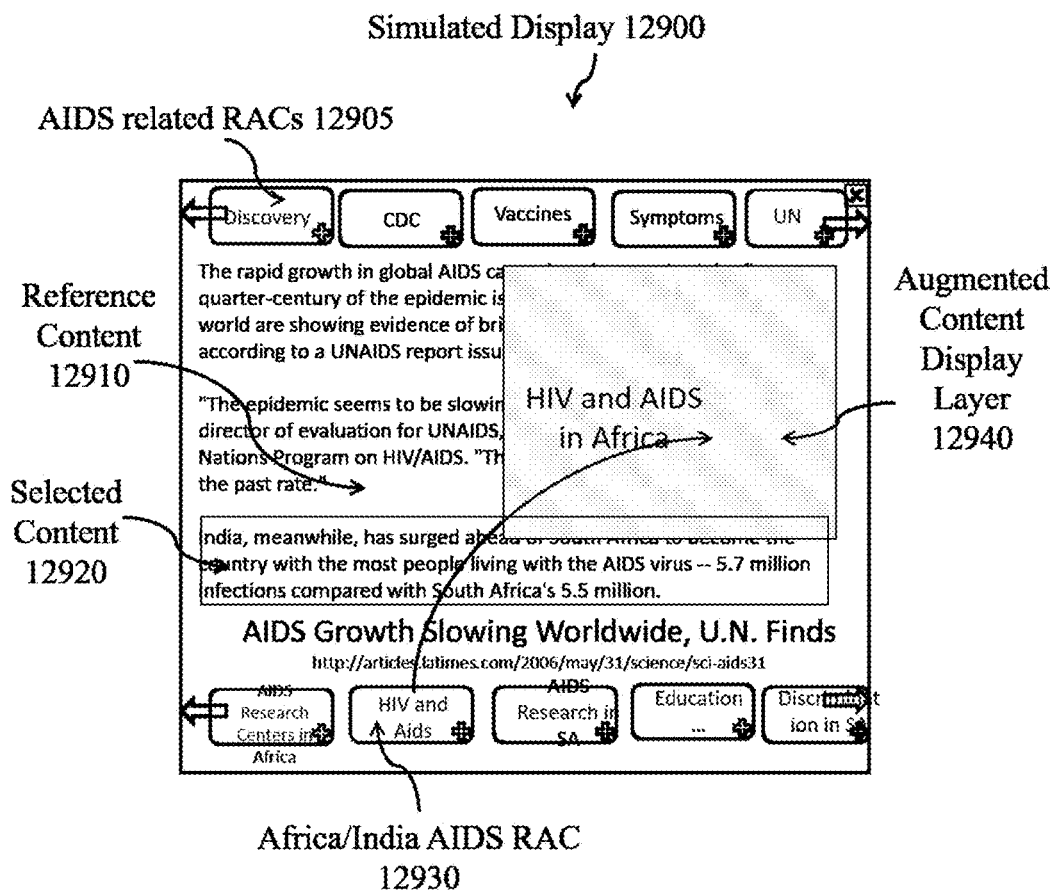 Simulated Display 12900
AIDS related RACs 12905
Discovery
CDC
Vaccines
Symptoms
UN
The rapid growth in global AIDS ca
quarter-century of the epidemic is
world are showing evidence of bri
according to a UNAIDS report issu
"The epidemic seems to be slowin
director of evaluation for UNAIDS,
Nations Program on HIV/AIDS. "Th
the past rate."
HIV and AIDS
in Africa
Reference
Content
12910
Augmented
Content
Display
Layer
12940
Selected
Content
12920
India, meanwhile, has surged ahead of South Africa to become the
country with the most people living with the AIDS virus -- 5.7 million
infections compared with South Africa's 5.5 million.
AIDS Growth Slowing Worldwide, U.N. Finds
http://articles.latimes.com/2006/may/31/science/sci-aids31
AIDS
Research
Centers in
Africa
HIV and
Aids
AIDS
Research in
SA
Education
...
Discriminat
ion in SA
Africa/India AIDS RAC
12930